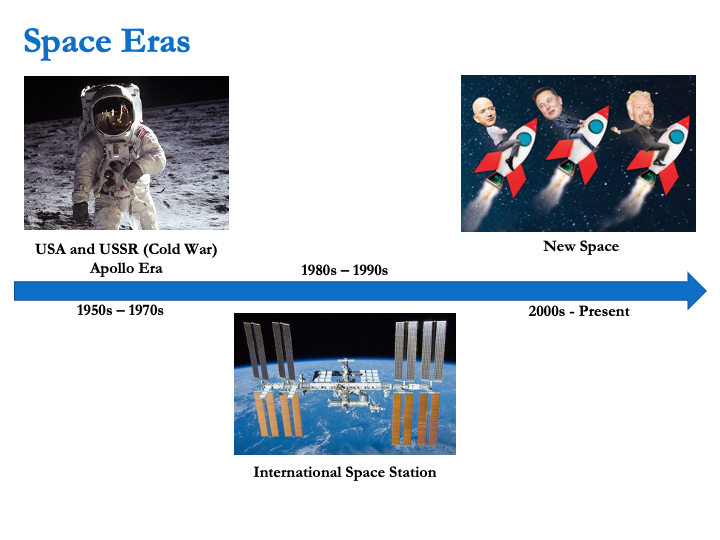 Space Eras
USA and USSR (Cold War)
Apollo Era
1980s – 1990s
New Space
1950s – 1970s
2000s - Present
International Space Station